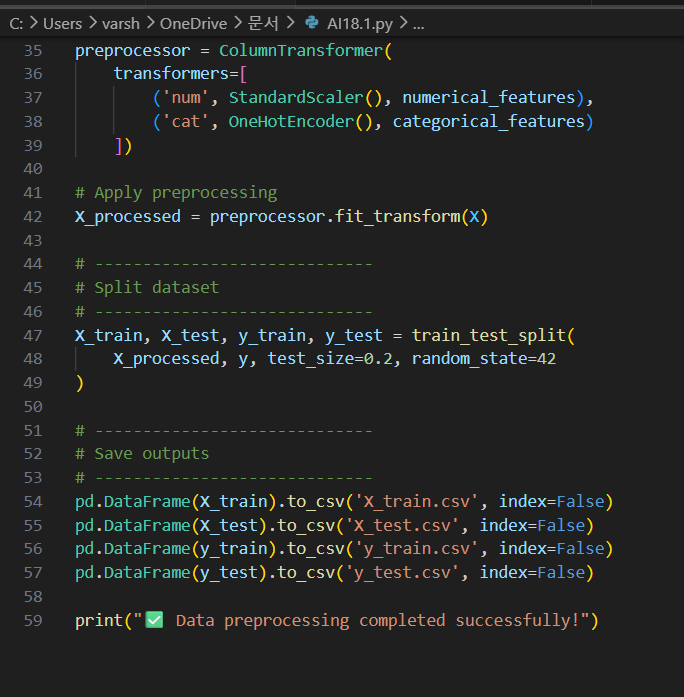 C: > Users > varsh > OneDrive > 문서 > AI18.1.py > ...
35 preprocessor = ColumnTransformer(
36     transformers=[
37         ('num', StandardScaler(), numerical_features),
38         ('cat', OneHotEncoder(), categorical_features)
39     ])
40
41 # Apply preprocessing
42 X_processed = preprocessor.fit_transform(X)
43
44 # -----------------------------
45 # Split dataset
46 # -----------------------------
47 X_train, X_test, y_train, y_test = train_test_split(
48     X_processed, y, test_size=0.2, random_state=42
49 )
50
51 # -----------------------------
52 # Save outputs
53 # -----------------------------
54 pd.DataFrame(X_train).to_csv('X_train.csv', index=False)
55 pd.DataFrame(X_test).to_csv('X_test.csv', index=False)
56 pd.DataFrame(y_train).to_csv('y_train.csv', index=False)
57 pd.DataFrame(y_test).to_csv('y_test.csv', index=False)
58
59 print("✅ Data preprocessing completed successfully!")